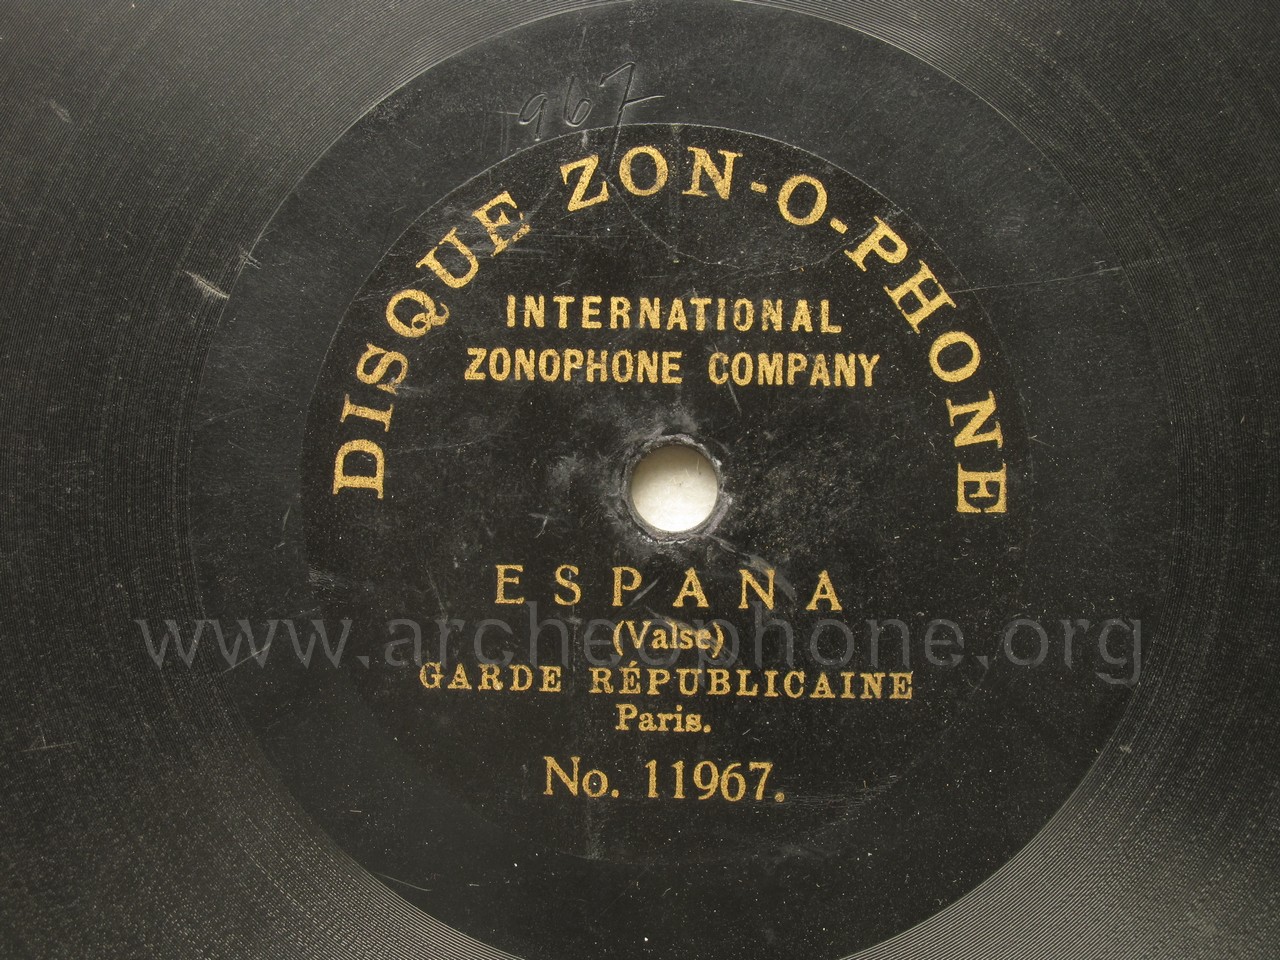 967
DISQUE ZON-O-PHONE
INTERNATIONAL
ZONOPHONE COMPANY
ESPANA
(Valse)
www.archeophone.org
GARDE RÉPUBLICAINE
Paris.
No. 11967.